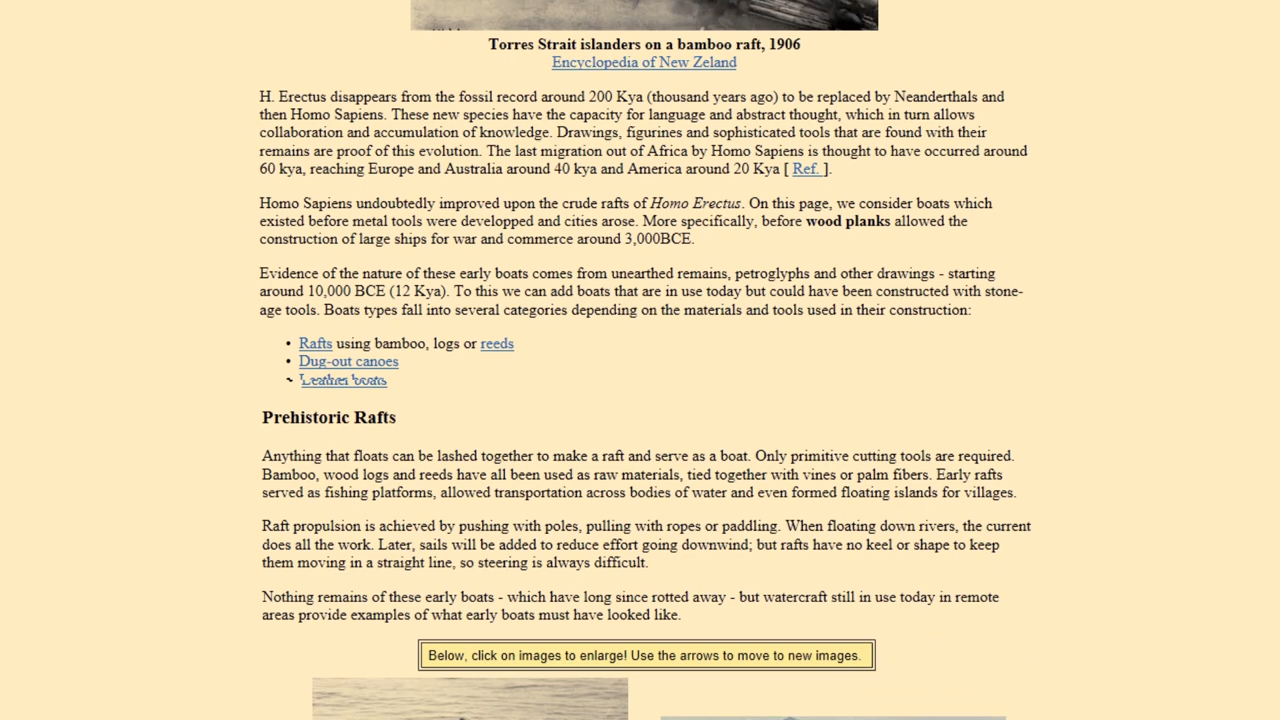 Torres Strait islanders on a bamboo raft, 1906
Encyclopedia of New Zeland
H. Erectus disappears from the fossil record around 200 Kya (thousand years ago) to be replaced by Neanderthals and
then Homo Sapiens. These new species have the capacity for language and abstract thought, which in turn allows
collaboration and accumulation of knowledge. Drawings, figurines and sophisticated tools that are found with their
remains are proof of this evolution. The last migration out of Africa by Homo Sapiens is thought to have occurred around
60 kya, reaching Europe and Australia around 40 kya and America around 20 Kya [ Ref. ].
Homo Sapiens undoubtedly improved upon the crude rafts of Homo Erectus. On this page, we consider boats which
existed before metal tools were developped and cities arose. More specifically, before wood planks allowed the
construction of large ships for war and commerce around 3,000BCE.
Evidence of the nature of these early boats comes from unearthed remains, petroglyphs and other drawings - starting
around 10,000 BCE (12 Kya). To this we can add boats that are in use today but could have been constructed with stone-
age tools. Boats types fall into several categories depending on the materials and tools used in their construction:
• Rafts using bamboo, logs or reeds
• Dug-out canoes
• Leather boats
Prehistoric Rafts
Anything that floats can be lashed together to make a raft and serve as a boat. Only primitive cutting tools are required.
Bamboo, wood logs and reeds have all been used as raw materials, tied together with vines or palm fibers. Early rafts
served as fishing platforms, allowed transportation across bodies of water and even formed floating islands for villages.
Raft propulsion is achieved by pushing with poles, pulling with ropes or paddling. When floating down rivers, the current
does all the work. Later, sails will be added to reduce effort going downwind; but rafts have no keel or shape to keep
them moving in a straight line, so steering is always difficult.
Nothing remains of these early boats - which have long since rotted away - but watercraft still in use today in remote
areas provide examples of what early boats must have looked like.
Below, click on images to enlarge! Use the arrows to move to new images.